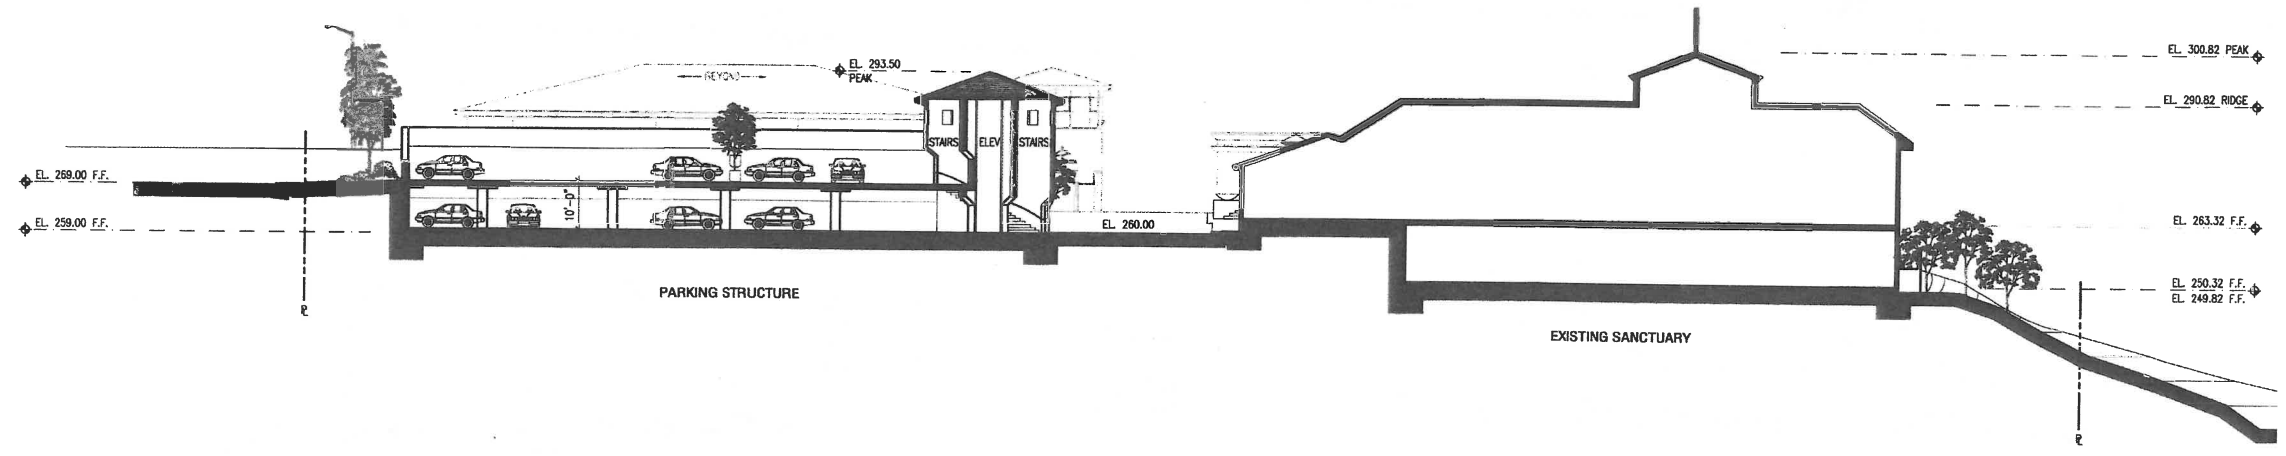 EL. 293.50
PEAK
BEYOND
EL. 300.82 PEAK
EL. 290.82 RIDGE
STAIRS
ELEV
STAIRS
EL. 269.00 F.F.
10'-0"
EL. 259.00 F.F.
EL. 260.00
EL. 263.32 F.F.
EL. 250.32 F.F.
EL. 249.82 F.F.
PARKING STRUCTURE
EXISTING SANCTUARY
PL
PL